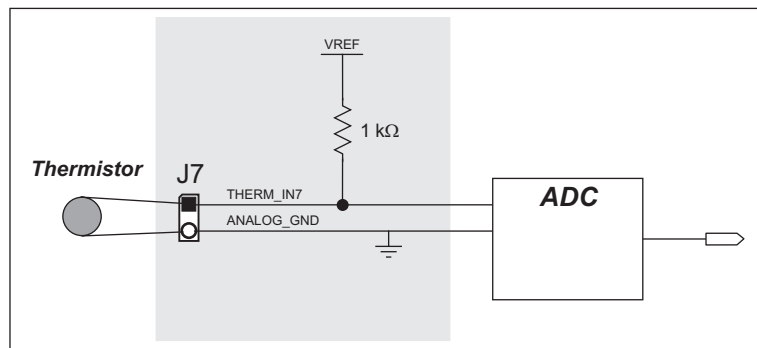 VREF
1 kΩ
Thermistor
J7
THERM_IN7
ANALOG_GND
ADC